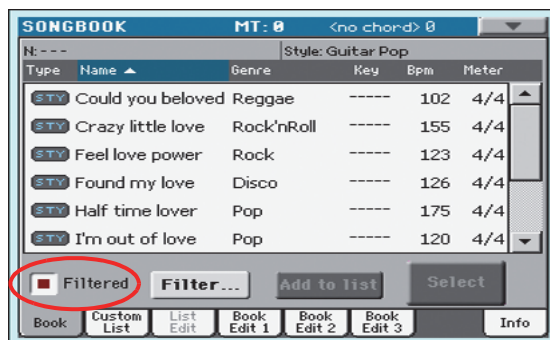 SONGBOOK MT: 0 <no chord> 0
N: --- Style: Guitar Pop
Type Name Genre Key Bpm Meter
STY Could you beloved Reggae ----- 102 4/4
STY Crazy little love Rock'nRoll ----- 155 4/4
STY Feel love power Rock ----- 123 4/4
STY Found my love Disco ----- 126 4/4
STY Half time lover Pop ----- 175 4/4
STY I'm out of love Pop ----- 120 4/4
Filtered Filter... Add to list Select
Book Custom List List Edit Book Edit 1 Book Edit 2 Book Edit 3 Info